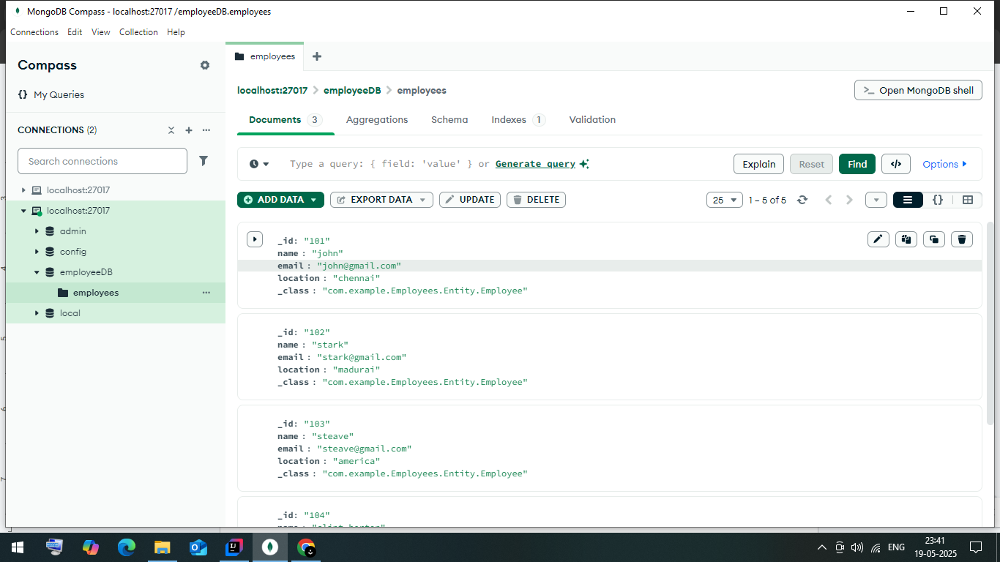 MongoDB Compass - localhost:27017 /employeeDB.employees
Connections Edit View Collection Help
Compass
{} My Queries
CONNECTIONS (2)
Search connections
localhost:27017
localhost:27017
admin
config
employeeDB
employees
local
employees
localhost:27017 > employeeDB > employees
>_ Open MongoDB shell
Documents 3 Aggregations Schema Indexes 1 Validation
Type a query: { field: 'value' } or Generate query
Explain Reset Find </> Options
ADD DATA EXPORT DATA UPDATE DELETE
25 1 – 5 of 5 {}
_id: "101"
name : "john"
email : "john@gmail.com"
location : "chennai"
_class : "com.example.Employees.Entity.Employee"
_id: "102"
name : "stark"
email : "stark@gmail.com"
location : "madurai"
_class : "com.example.Employees.Entity.Employee"
_id: "103"
name : "steave"
email : "steave@gmail.com"
location : "america"
_class : "com.example.Employees.Entity.Employee"
_id: "104"
ENG
23:41
19-05-2025